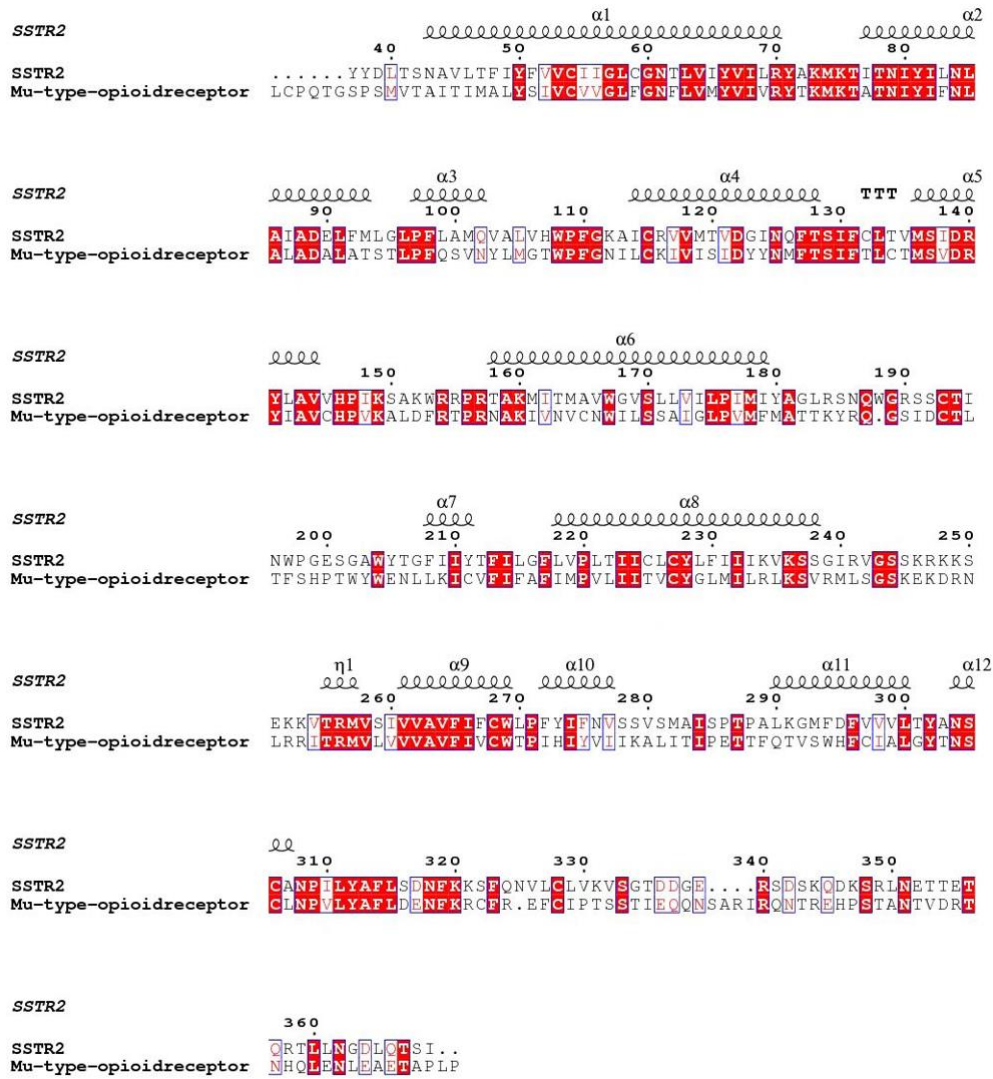 α1 α2
SSTR2
40 50 60 70 80
SSTR2 ......YYDLTSNAVLTFIYFVVCIIGLCGNTLVIYVILRYAKMKTITNIYILNL
Mu-type-opioidreceptor LCPQTGSPSMVTAITIMALYSIVCVVGLFGNFLVMYVIVRYTKMKTATNIYIFNL
α3 α4 α5
SSTR2 TTT
90 100 110 120 130 140
SSTR2 AIADELFMLGLPFLAMQVALVHWPFGKAICRVVMTVDGINQFTSIFCLTVMSIDR
Mu-type-opioidreceptor ALADALATSTLPFQSVNYLMGTWPFGNILCKIVISIDYYNMFTSIFTLCTMSVDR
α6
SSTR2
150 160 170 180 190
SSTR2 YLAVVHPIKSAKWRRPRTAKMITMAVWGVSLLVILPIMIYAGLRSNQWGRSSCTI
Mu-type-opioidreceptor YIAVCHPVKALDFRTPRNAKIVNVCNWILSSAIGLPVMFMATTKYRQ.GSIDCTL
α7 α8
SSTR2
200 210 220 230 240 250
SSTR2 NWPGESGAWYTGFIIYTFILGFLVPLTIICLCYLFIIIKVKSSGIRVGSSKRKKS
Mu-type-opioidreceptor TFSHPTWYWENLLKICVFIFAFIMPVLIITVCYGLMILRLKSVRMLSGSKEKDRN
η1 α9 α10 α11 α12
SSTR2
260 270 280 290 300
SSTR2 EKKVTRMVSIVVAVFIFCWLPFYIFNVSSVSMAISPTPALKGMFDFVVVLTYANS
Mu-type-opioidreceptor LRRITRMVLVVVAVFIVCWTPIHIYVIIKALITIPETTFQTVSWHFCIALGYTNS
SSTR2
310 320 330 340 350
SSTR2 CANPILYAFLSDNFKKSFQNVLCLVKVSGTDDGE....RSDSKQDKSRLNETTET
Mu-type-opioidreceptor CLNPVLYAFLDENFKRCFR.EFCIPTSSTIEQQNSARIRQNTREHPSTANTVDRT
SSTR2
360
SSTR2 QRTLLNGDLQTSI..
Mu-type-opioidreceptor NHQLENLEAETAPLP